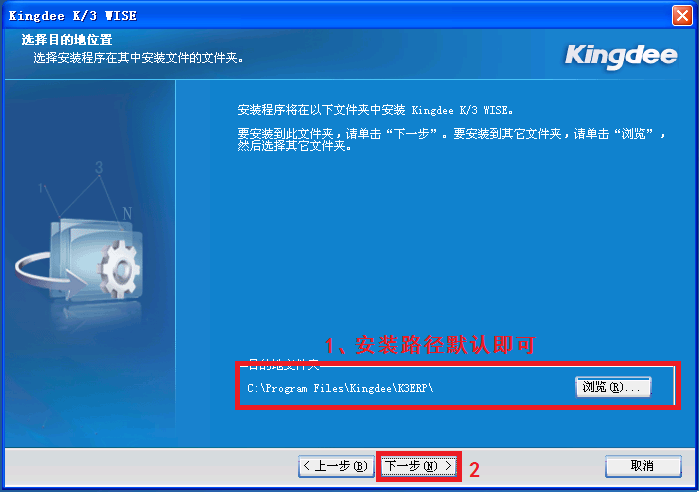 Kingdee K/3 WISE
选择目的地位置
选择安装程序在其中安装文件的文件夹。
Kingdee
安装程序将在以下文件夹中安装 Kingdee K/3 WISE。
要安装到此文件夹，请单击“下一步”。要安装到其它文件夹，请单击“浏览”，
然后选择其它文件夹。
3
1
N
1、安装路径默认即可
目的地文件夹
C:\Program Files\Kingdee\K3ERP\
浏览(R)...
< 上一步(B)
下一步(N) >
2
取消